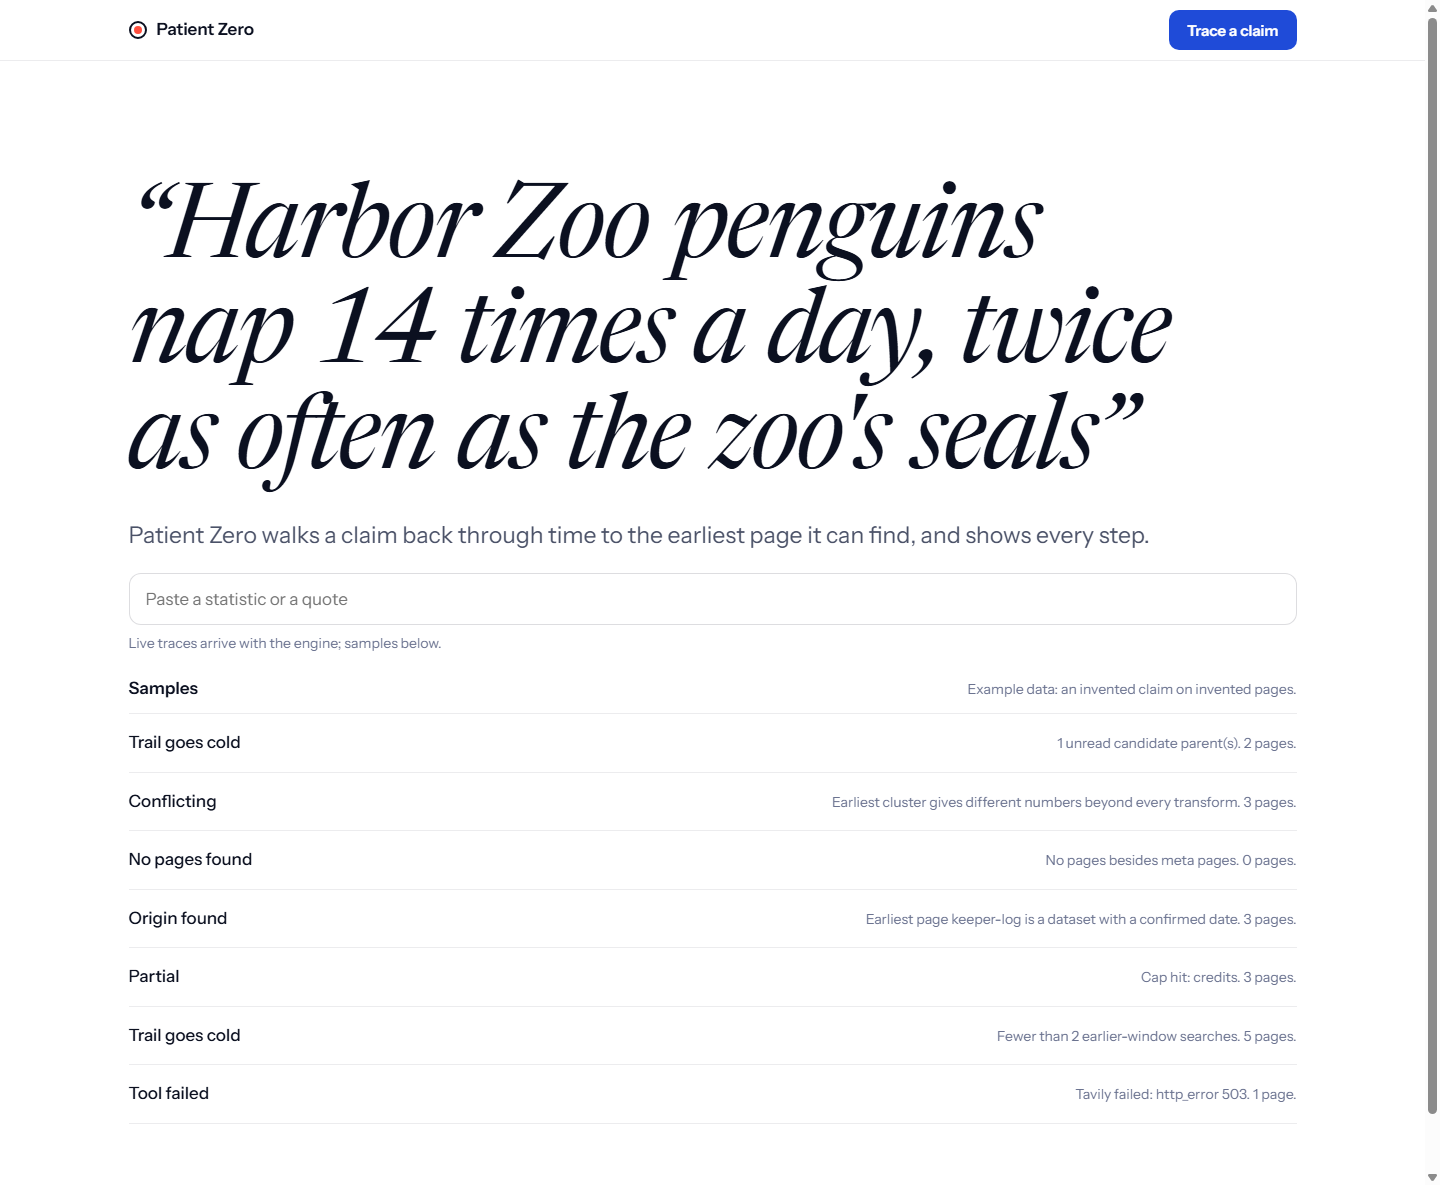 Patient Zero
Trace a claim
“Harbor Zoo penguins
nap 14 times a day, twice
as often as the zoo's seals”
Patient Zero walks a claim back through time to the earliest page it can find, and shows every step.
Paste a statistic or a quote
Live traces arrive with the engine; samples below.
Samples
Example data: an invented claim on invented pages.
Trail goes cold
1 unread candidate parent(s). 2 pages.
Conflicting
Earliest cluster gives different numbers beyond every transform. 3 pages.
No pages found
No pages besides meta pages. 0 pages.
Origin found
Earliest page keeper-log is a dataset with a confirmed date. 3 pages.
Partial
Cap hit: credits. 3 pages.
Trail goes cold
Fewer than 2 earlier-window searches. 5 pages.
Tool failed
Tavily failed: http_error 503. 1 page.